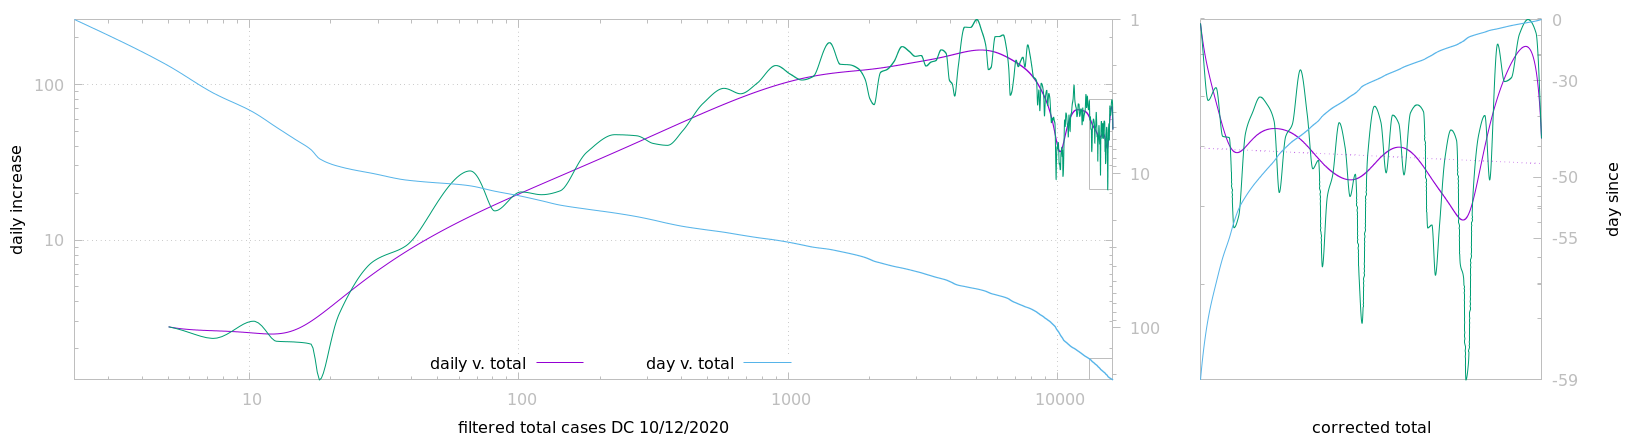 daily increase
100
10
1
10
100
daily v. total
day v. total
10
100
1000
10000
filtered total cases DC 10/12/2020
0
-30
-50
-55
-59
day since
corrected total